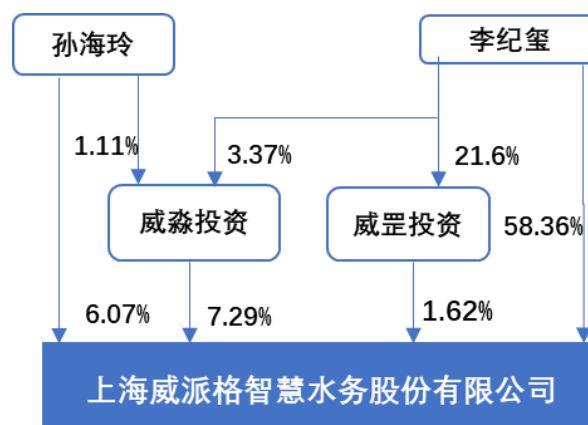 孙海玲
李纪玺
1.11%
3.37%
21.6%
威淼投资
威罡投资
58.36%
6.07%
7.29%
1.62%
上海威派格智慧水务股份有限公司